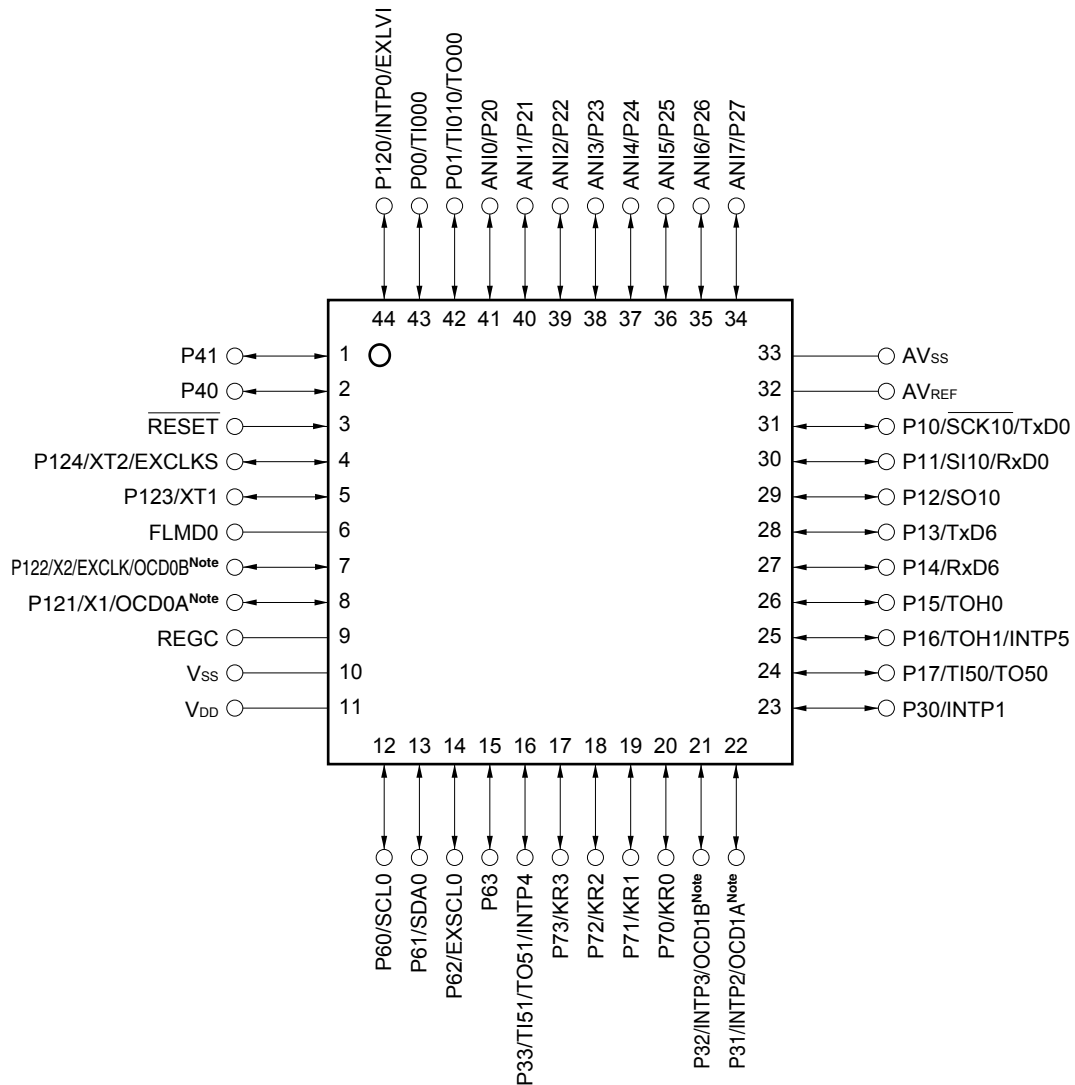 P120/INTP0/EXLVI
P00/TI000
P01/TI010/TO00
ANI0/P20
ANI1/P21
ANI2/P22
ANI3/P23
ANI4/P24
ANI5/P25
ANI6/P26
ANI7/P27
44 43 42 41 40 39 38 37 36 35 34
P41 1
P40 2
RESET 3
P124/XT2/EXCLKS 4
P123/XT1 5
FLMD0 6
P122/X2/EXCLK/OCD0BNote 7
P121/X1/OCD0ANote 8
REGC 9
VSS 10
VDD 11
33 AVSS
32 AVREF
31 P10/SCK10/TxD0
30 P11/SI10/RxD0
29 P12/SO10
28 P13/TxD6
27 P14/RxD6
26 P15/TOH0
25 P16/TOH1/INTP5
24 P17/TI50/TO50
23 P30/INTP1
12 13 14 15 16 17 18 19 20 21 22
P60/SCL0
P61/SDA0
P62/EXSCL0
P63
P33/TI51/TO51/INTP4
P73/KR3
P72/KR2
P71/KR1
P70/KR0
P32/INTP3/OCD1BNote
P31/INTP2/OCD1ANote